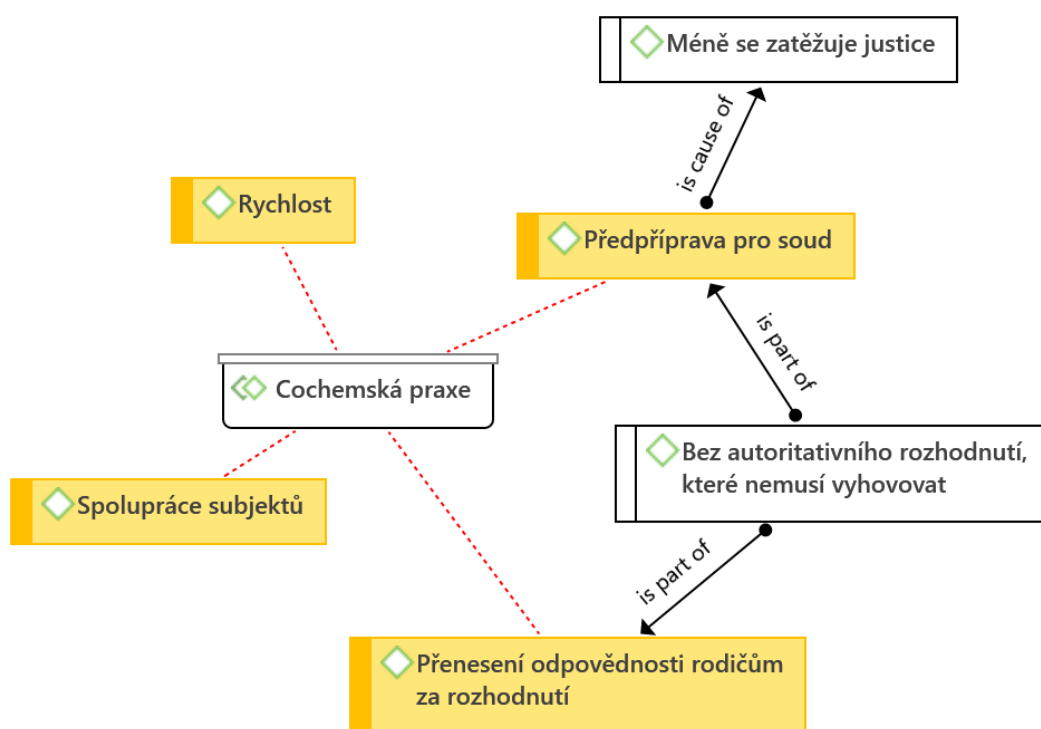 Méně se zatěžuje justice
is cause of
Rychlost
Předpříprava pro soud
is part of
Cochemská praxe
Bez autoritativního rozhodnutí,
které nemusí vyhovovat
Spolupráce subjektů
is part of
Přenesení odpovědnosti rodičům
za rozhodnutí